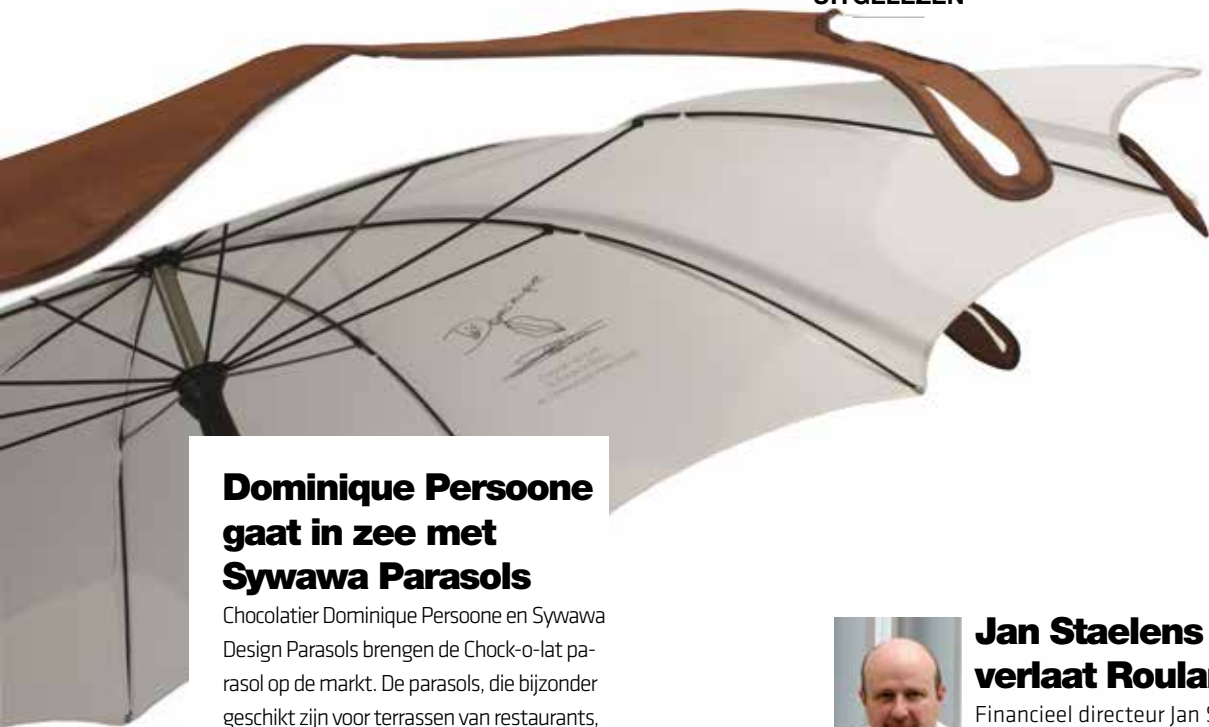 Dominique
Dominique Persoone
gaat in zee met
Sywawa Parasols
Chocolatier Dominique Persoone en Sywawa
Design Parasols brengen de Chock-o-lat pa-
rasol op de markt. De parasols, die bijzonder
geschikt zijn voor terrassen van restaurants,
Jan Staelens
verlaat
Financieel directeur Jan